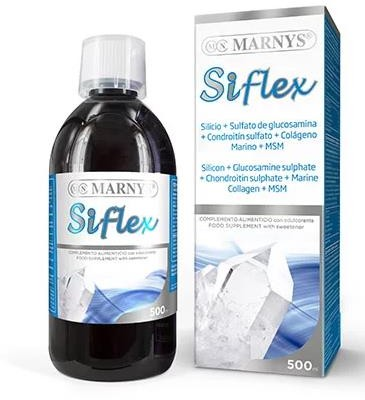 MARNYS®
Siflex
COMPLEMENTO ALIMENTICIO con edulcorante
FOOD SUPPLEMENT with sweetener
500
MARNYS®
Siflex
Silicio + Sulfato de glucosamina
+ Condroitín sulfato + Colágeno
Marino + MSM
Silicon + Glucosamine sulphate
+ Chondroitin sulphate + Marine
Collagen + MSM
COMPLEMENTO ALIMENTICIO con edulcorante
FOOD SUPPLEMENT with sweetener
500 ml